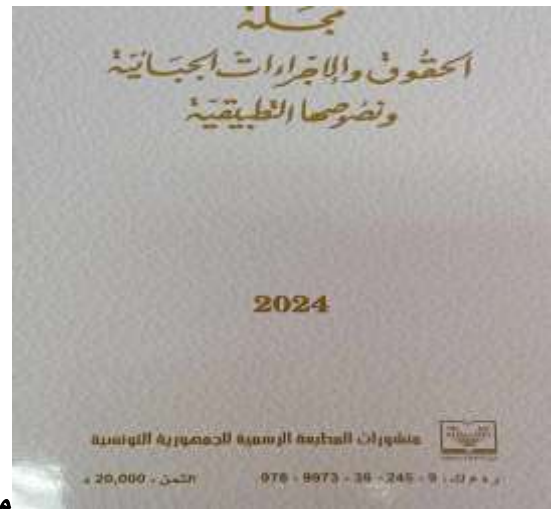 مجلة
الحقوق والإجراءات الجبائية
ونصوصها التطبيقية
2024
منشورات المطبعة الرسمية للجمهورية التونسية
ر د م ك : 9 - 245 - 36 - 9973 - 978
الثمن - 20,000 د